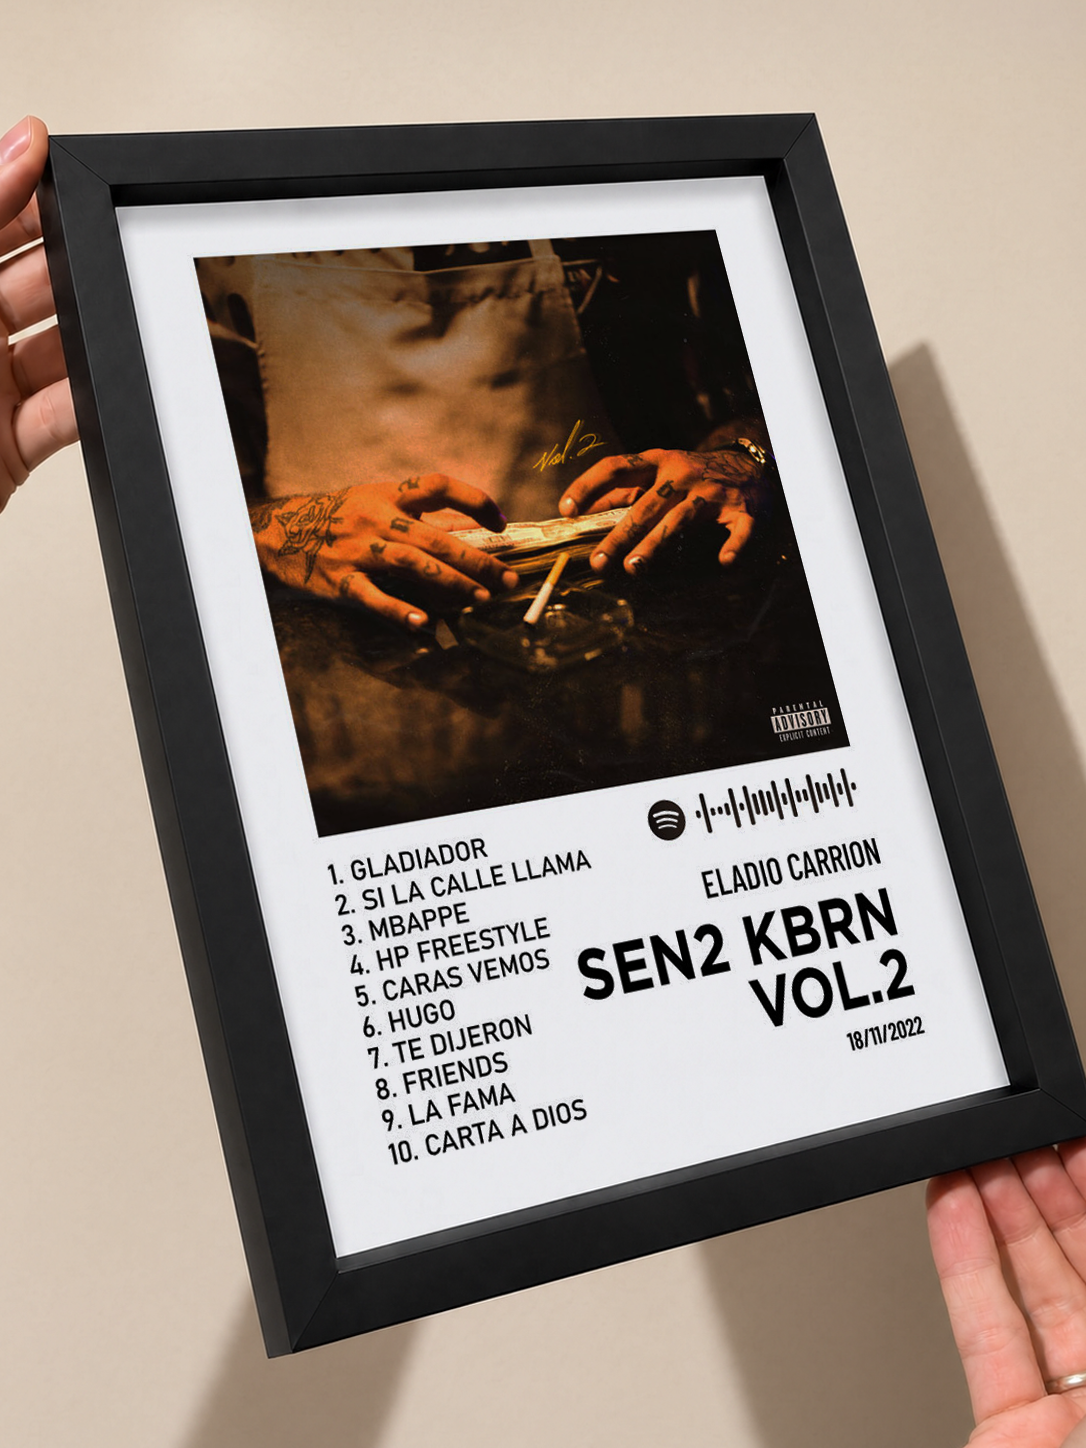 Vol. 2
PARENTAL
ADVISORY
EXPLICIT CONTENT
1. GLADIADOR
2. SI LA CALLE LLAMA
3. MBAPPE
4. HP FREESTYLE
5. CARAS VEMOS
6. HUGO
7. TE DIJERON
8. FRIENDS
9. LA FAMA
10. CARTA A DIOS
ELADIO CARRION
SEN2 KBRN
VOL.2
18/11/2022